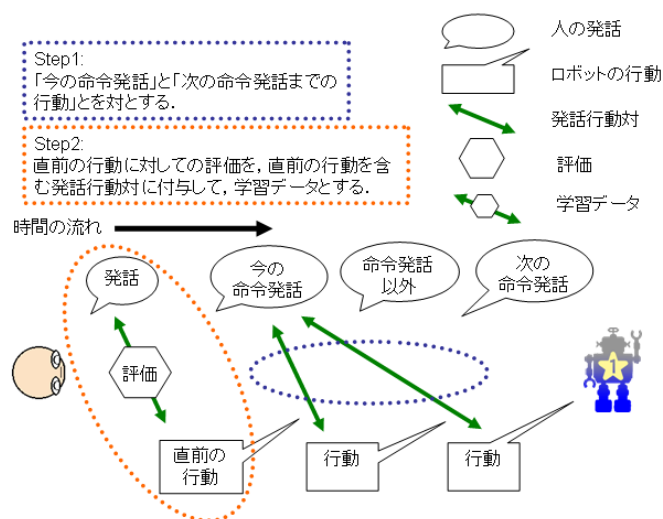 Step1:
「今の命令発話」と「次の命令発話までの
行動」とを対とする.
Step2:
直前の行動に対しての評価を,直前の行動を含
む発話行動対に付与して,学習データとする.
人の発話
ロボットの行動
発話行動対
評価
学習データ
時間の流れ
発話
今の
命令発話
命令発話
以外
次の
命令発話
評価
直前の
行動
行動
行動
1